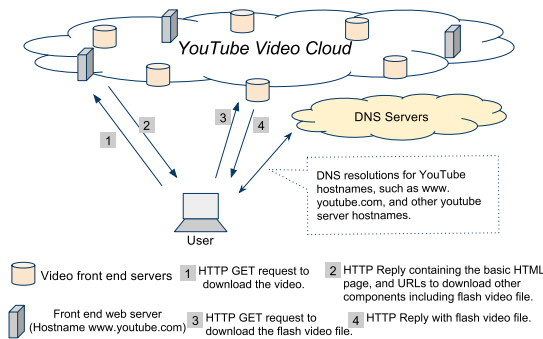 YouTube Video Cloud
DNS Servers
1
2
3
4
DNS resolutions for YouTube
hostnames, such as www.
youtube.com, and other youtube
server hostnames.
User
Video front end servers
1 HTTP GET request to
download the video.
2 HTTP Reply containing the basic HTML
page, and URLs to download other
components including flash video file.
Front end web server
(Hostname www.youtube.com)
3 HTTP GET request to
download the flash video file.
4 HTTP Reply with flash video file.